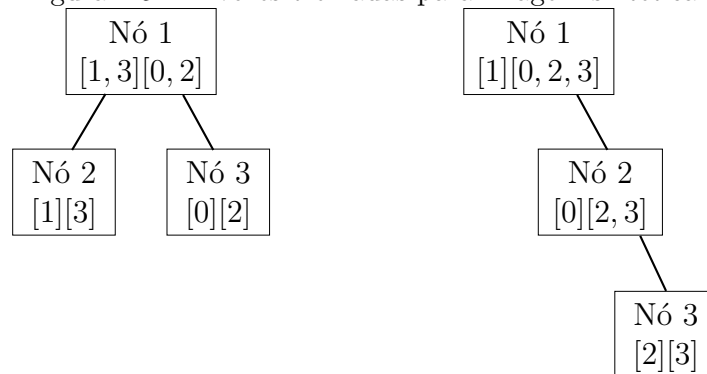 Nó 1
[1, 3][0, 2]
Nó 2
[1][3]
Nó 3
[0][2]
Nó 1
[1][0, 2, 3]
Nó 2
[0][2, 3]
Nó 3
[2][3]